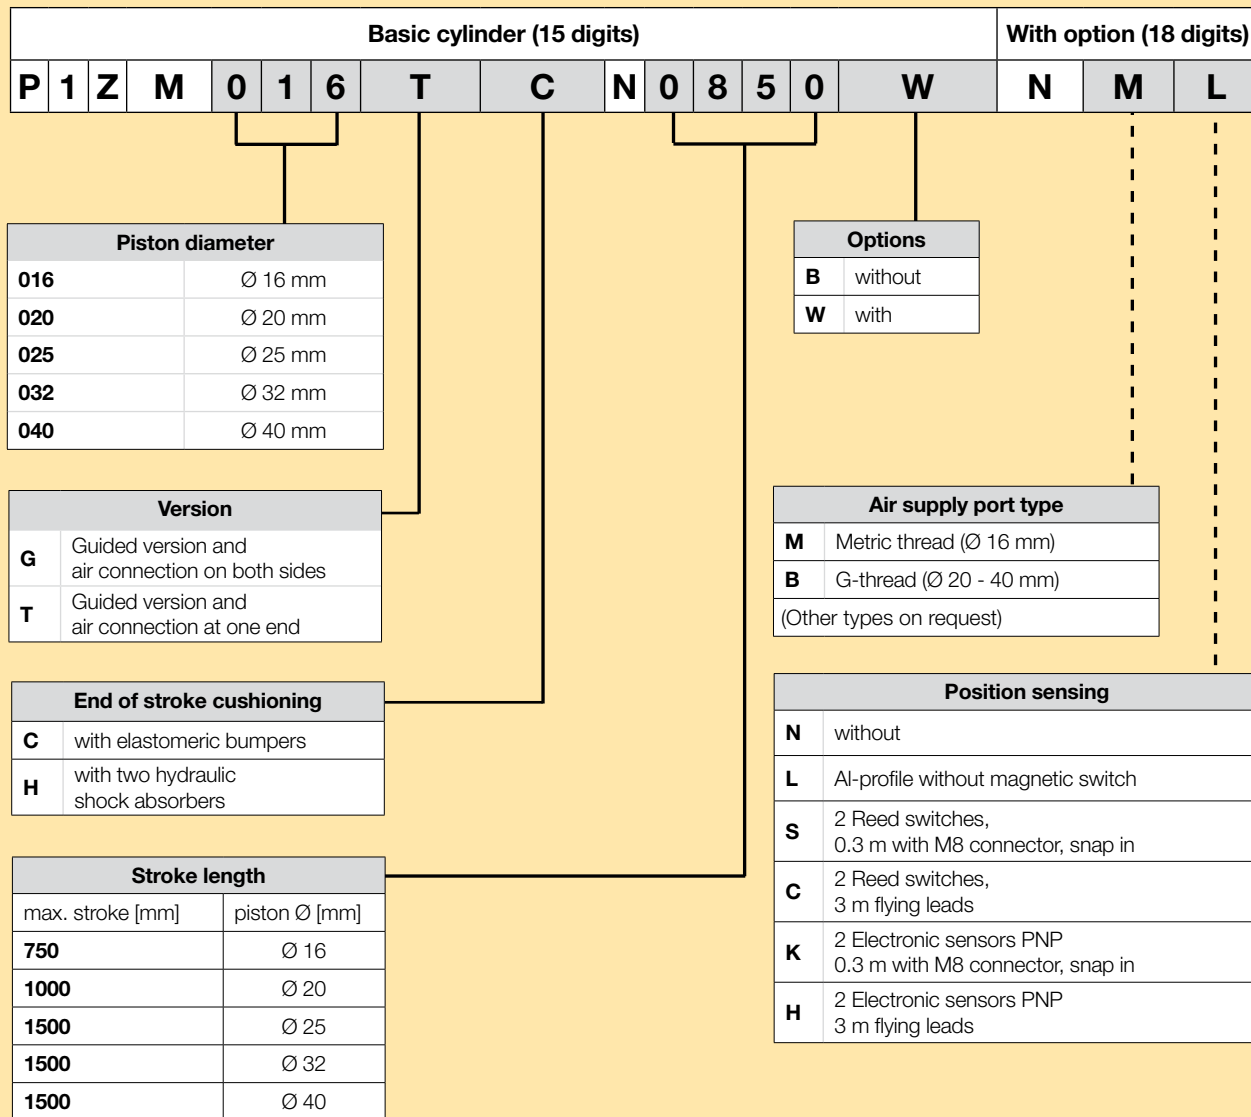 Basic cylinder (15 digits) With option (18 digits)
P 1 Z M 0 1 6 T C N 0 8 5 0 W N M L
Piston diameter
016 Ø 16 mm
020 Ø 20 mm
025 Ø 25 mm
032 Ø 32 mm
040 Ø 40 mm
Options
B without
W with
Version
G Guided version and
air connection on both sides
T Guided version and
air connection at one end
Air supply port type
M Metric thread (Ø 16 mm)
B G-thread (Ø 20 - 40 mm)
(Other types on request)
End of stroke cushioning
C with elastomeric bumpers
H with two hydraulic
shock absorbers
Position sensing
N without
L Al-profile without magnetic switch
S 2 Reed switches,
0.3 m with M8 connector, snap in
C 2 Reed switches,
3 m flying leads
K 2 Electronic sensors PNP
0.3 m with M8 connector, snap in
H 2 Electronic sensors PNP
3 m flying leads
Stroke length
max. stroke [mm] piston Ø [mm]
750 Ø 16
1000 Ø 20
1500 Ø 25
1500 Ø 32
1500 Ø 40